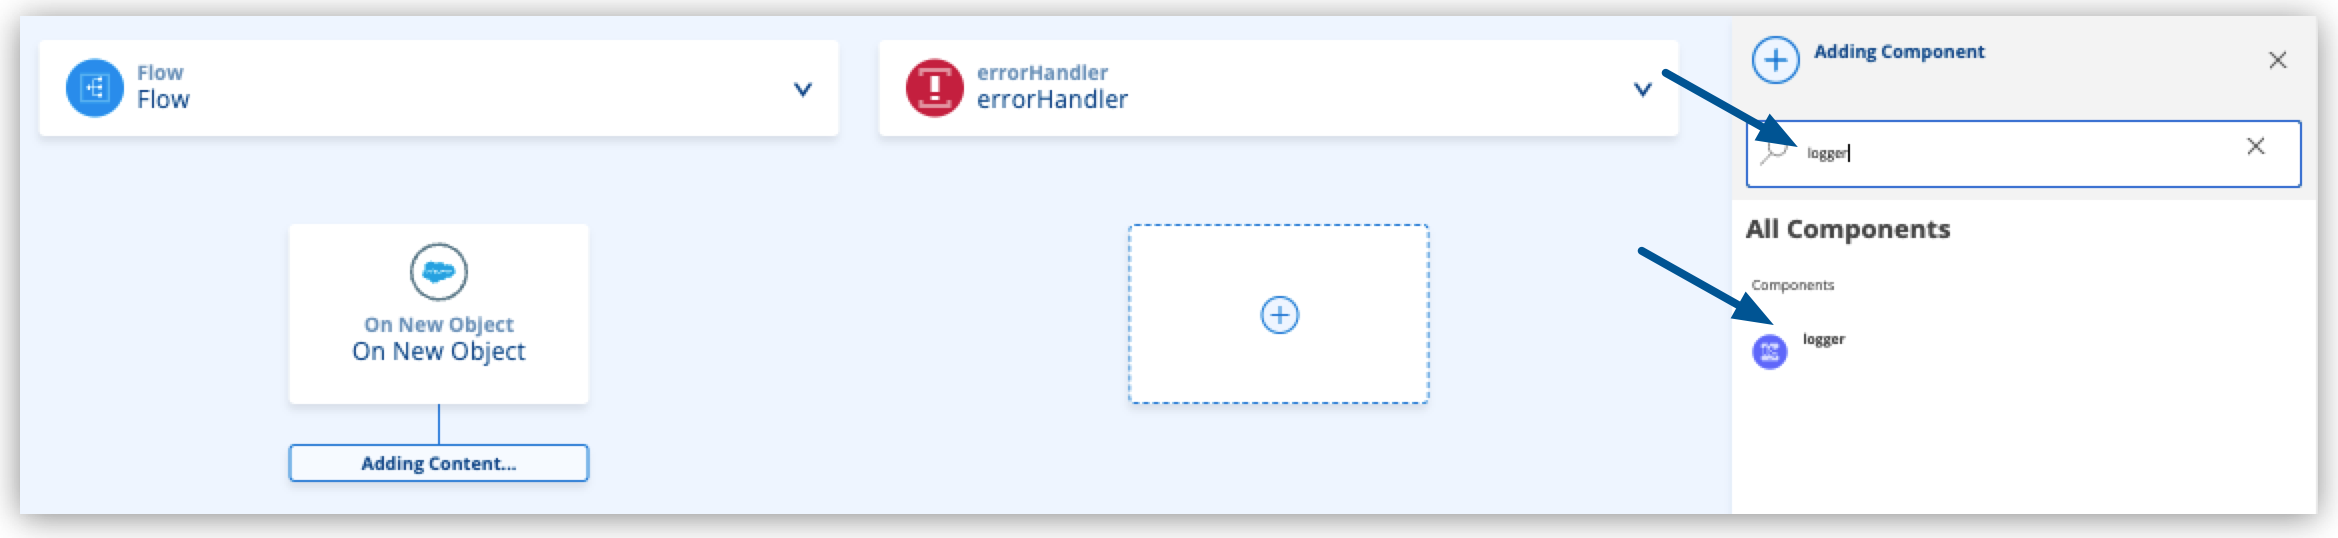 Flow
Flow
errorHandler
errorHandler
On New Object
On New Object
Adding Content...
Adding Component
logger
All Components
Components
logger